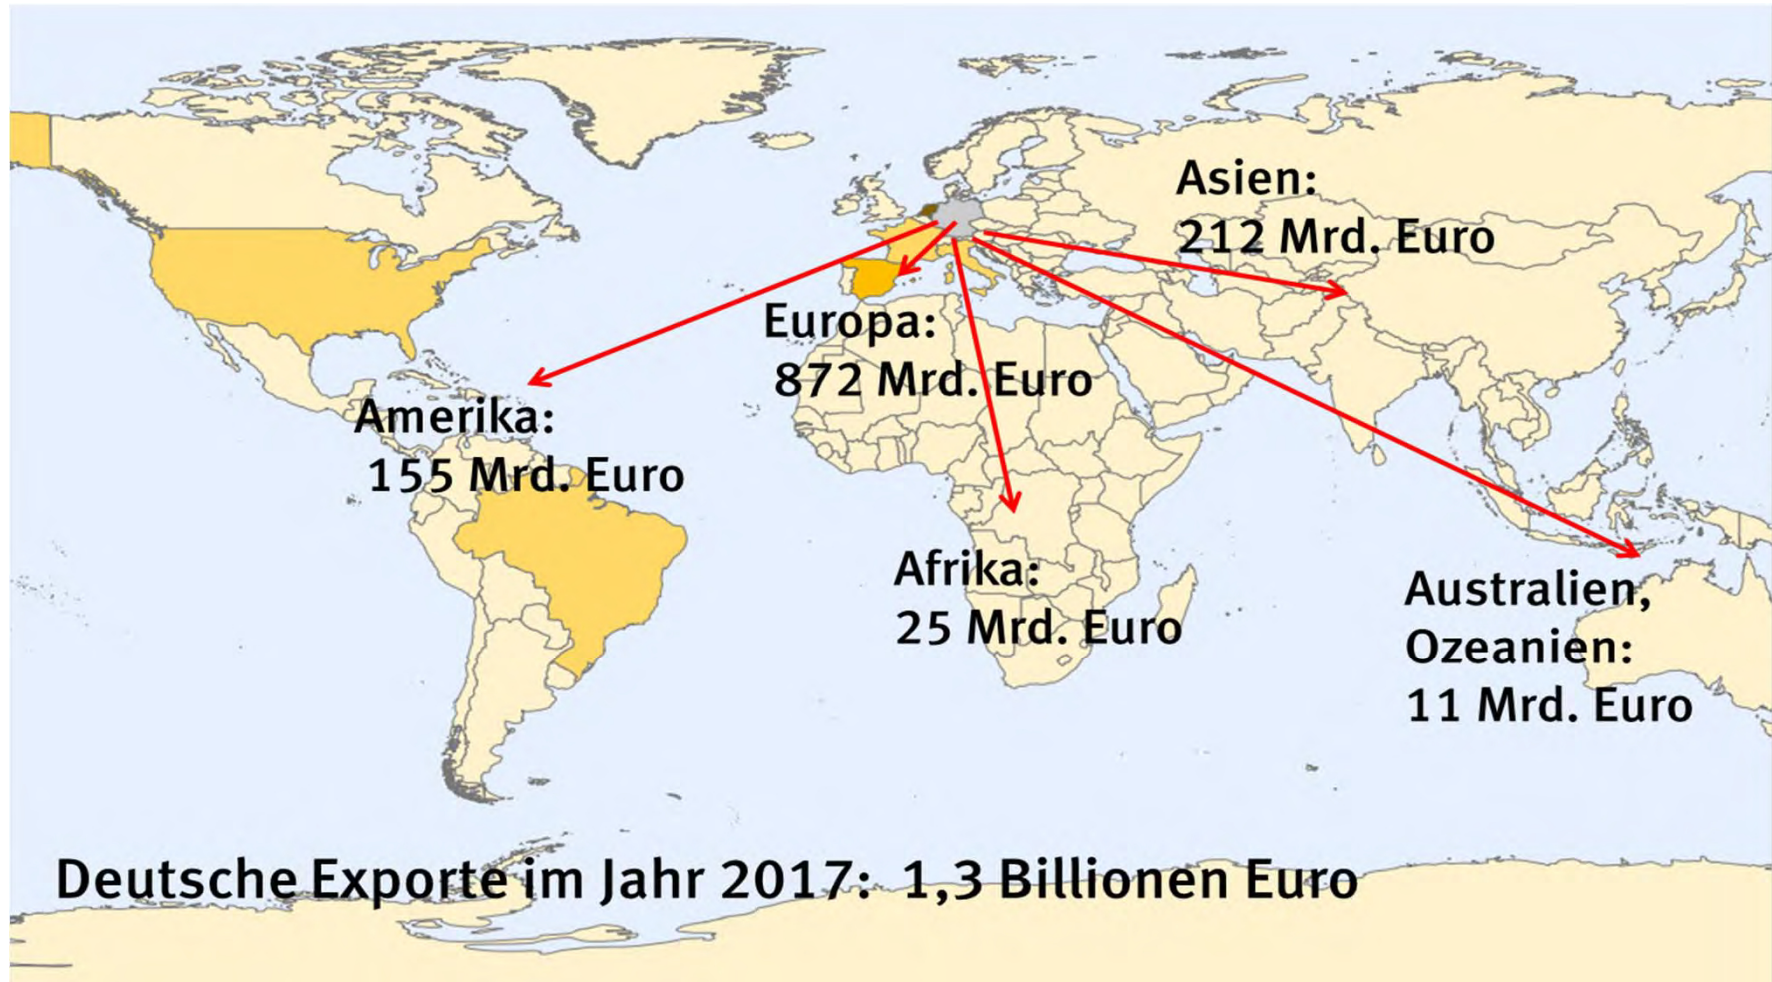 Asien:
212 Mrd. Euro
Europa:
872 Mrd. Euro
Amerika:
155 Mrd. Euro
Afrika:
25 Mrd. Euro
Australien,
Ozeanien:
11 Mrd. Euro
Deutsche Exporte im Jahr 2017: 1,3 Billionen Euro